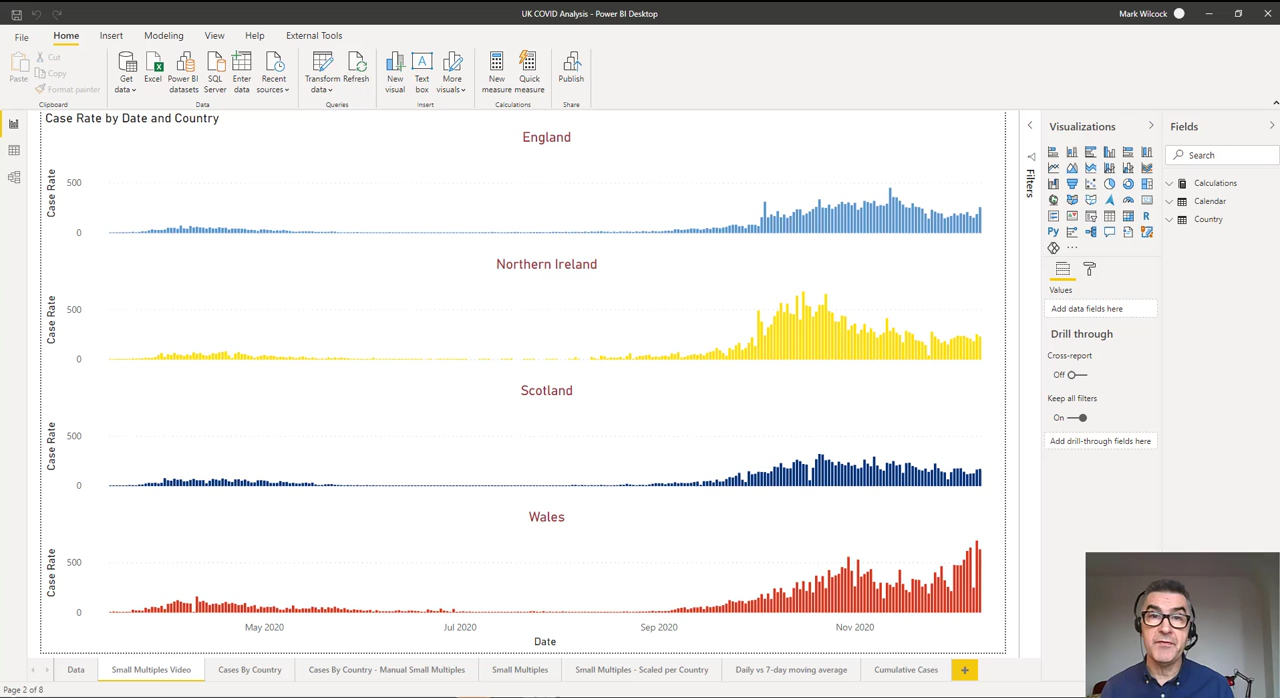 UK COVID Analysis - Power BI Desktop
Mark Wilcock
File
Home
Insert
Modeling
View
Help
External Tools
Paste
Cut
Copy
Format painter
Clipboard
Get data
Excel
Power BI datasets
SQL Server
Enter data
Recent sources
Data
Transform data
Refresh
Queries
New visual
Text box
More visuals
Insert
New measure
Quick measure
Calculations
Publish
Share
Case Rate by Date and Country
England
Case Rate
500
0
Northern Ireland
Case Rate
500
0
Scotland
Case Rate
500
0
Wales
Case Rate
500
0
May 2020
Jul 2020
Sep 2020
Nov 2020
Date
Filters
Visualizations
R
Py
Values
Add data fields here
Drill through
Cross-report
Off
Keep all filters
On
Add drill-through fields here
Fields
Search
Calculations
Calendar
Country
Data
Small Multiples Video
Cases By Country
Cases By Country - Manual Small Multiples
Small Multiples
Small Multiples - Scaled per Country
Daily vs 7-day moving average
Cumulative Cases
+
Page 2 of 8